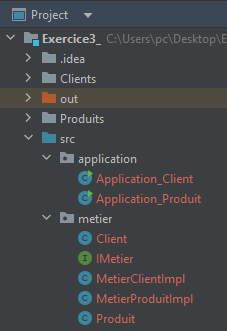 Project
Exercice3_ C:\Users\pc\Desktop\E
.idea
Clients
out
Produits
src
application
Application_Client
Application_Produit
metier
C Client
I IMetier
C MetierClientImpl
C MetierProduitImpl
C Produit